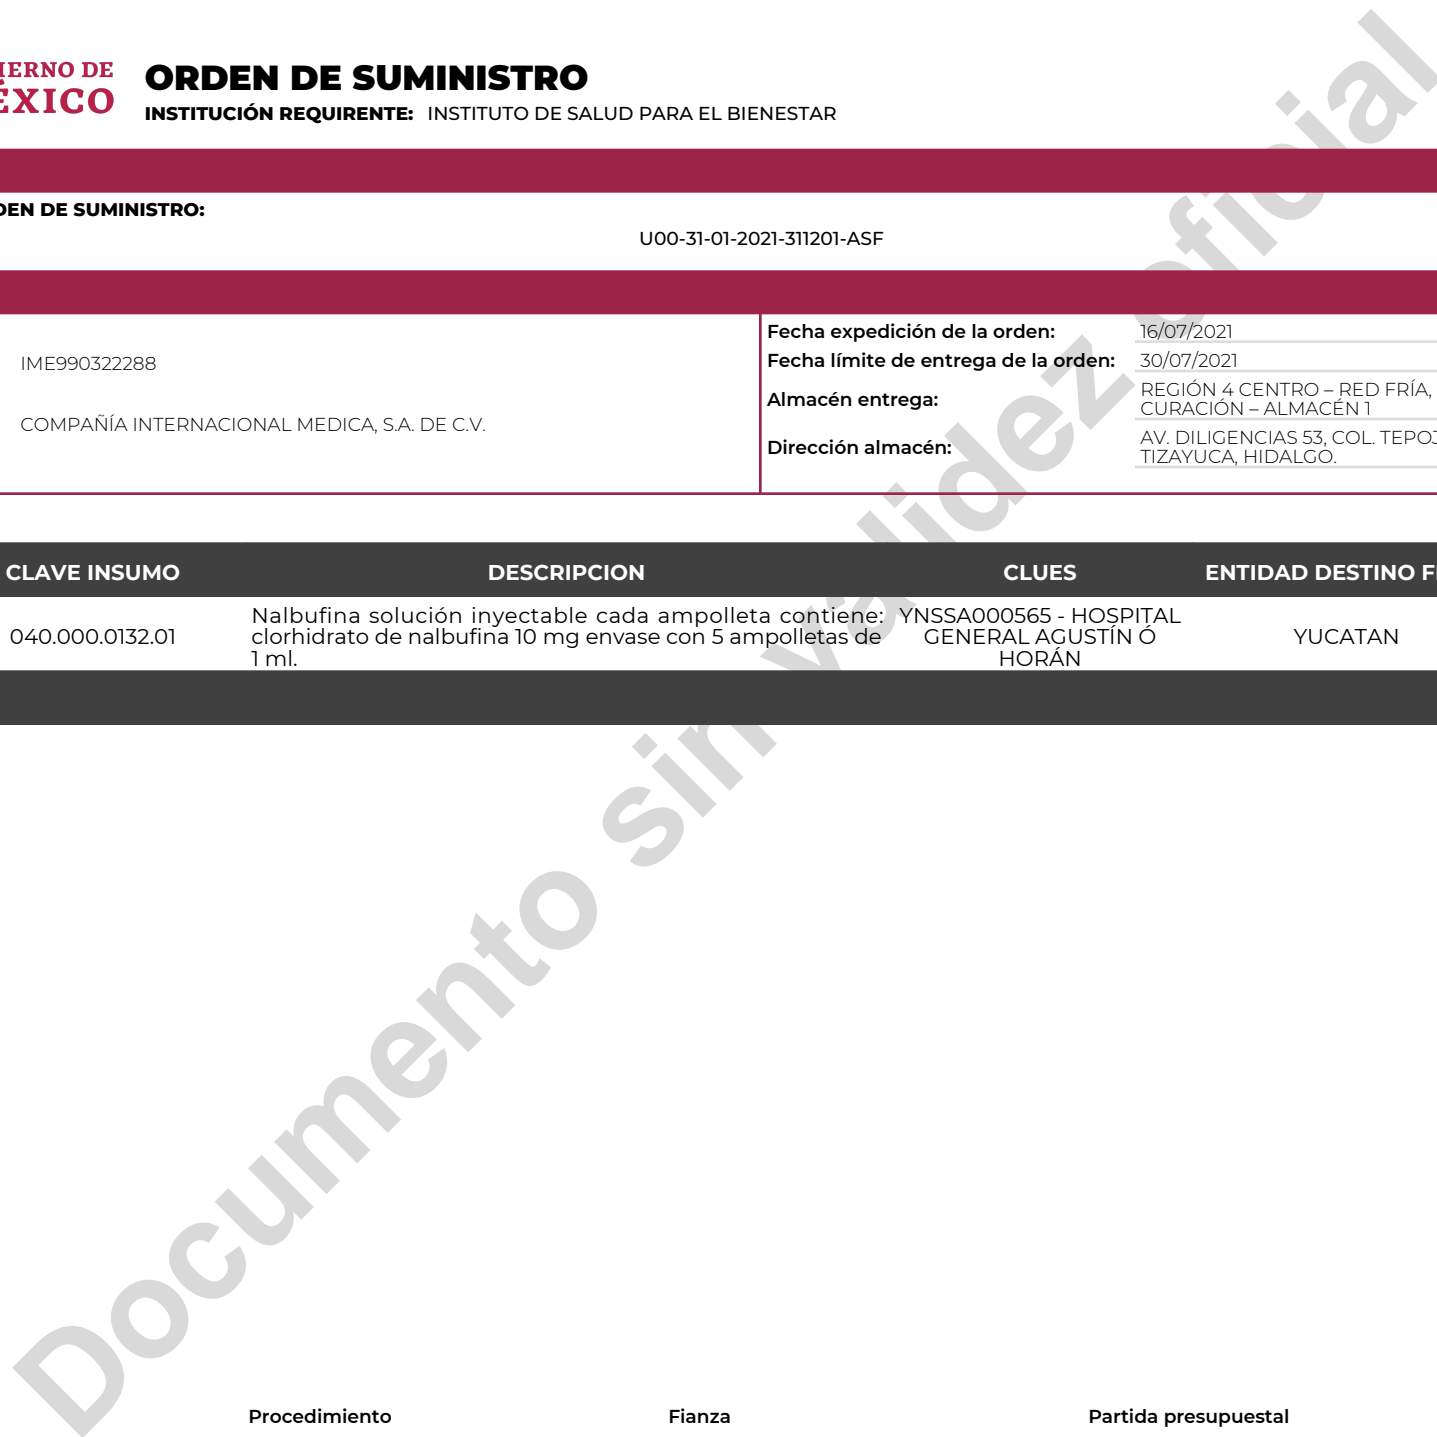 IERNO DE
ÉXICO
ORDEN DE SUMINISTRO
INSTITUCIÓN REQUIRENTE: INSTITUTO DE SALUD PARA EL BIENESTAR
DEN DE SUMINISTRO:
U00-31-01-2021-311201-ASF
IME990322288
COMPAÑÍA INTERNACIONAL MEDICA, S.A. DE C.V.
Fecha expedición de la orden: 16/07/2021
Fecha límite de entrega de la orden: 30/07/2021
Almacén entrega: REGIÓN 4 CENTRO – RED FRÍA,
CURACIÓN – ALMACÉN 1
Dirección almacén: AV. DILIGENCIAS 53, COL. TEPOJ
TIZAYUCA, HIDALGO.
CLAVE INSUMO DESCRIPCION CLUES ENTIDAD DESTINO FI
040.000.0132.01
Nalbufina solución inyectable cada ampolleta contiene:
clorhidrato de nalbufina 10 mg envase con 5 ampolletas de
1 ml.
YNSSA000565 - HOSPITAL
GENERAL AGUSTÍN Ó
HORÁN
YUCATAN
Documento sin validez oficial
Procedimiento Fianza Partida presupuestal